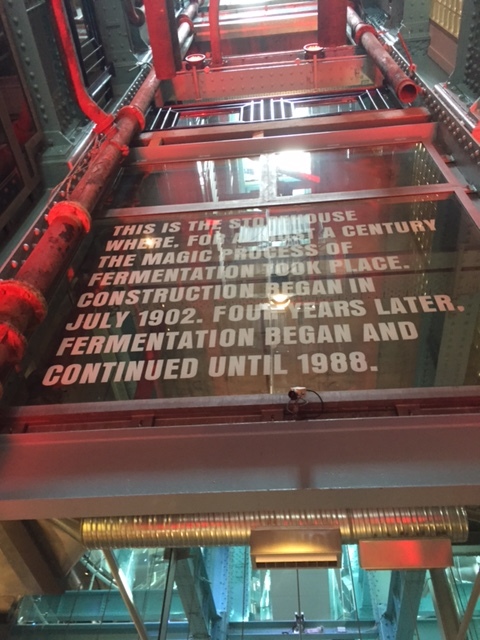 THIS IS THE STOREHOUSE
WHERE, FOR ALMOST A CENTURY
THE MAGIC PROCESS OF
FERMENTATION TOOK PLACE.
CONSTRUCTION BEGAN IN
JULY 1902. FOUR YEARS LATER.
FERMENTATION BEGAN AND
CONTINUED UNTIL 1988.